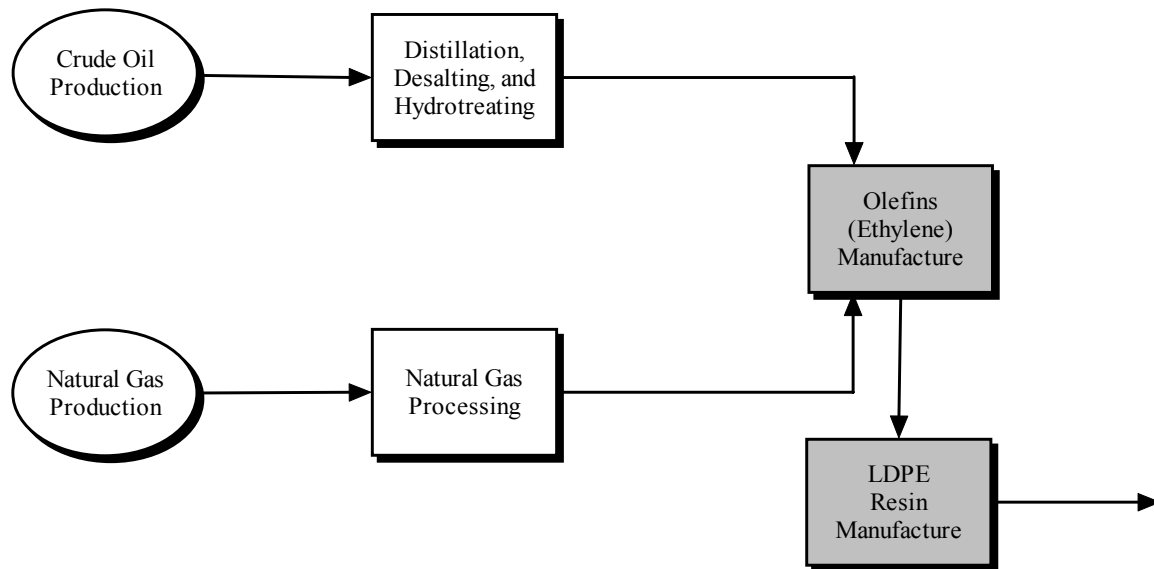 Crude Oil
Production
Distillation,
Desalting, and
Hydrotreating
Olefins
(Ethylene)
Manufacture
Natural Gas
Production
Natural Gas
Processing
LDPE
Resin
Manufacture